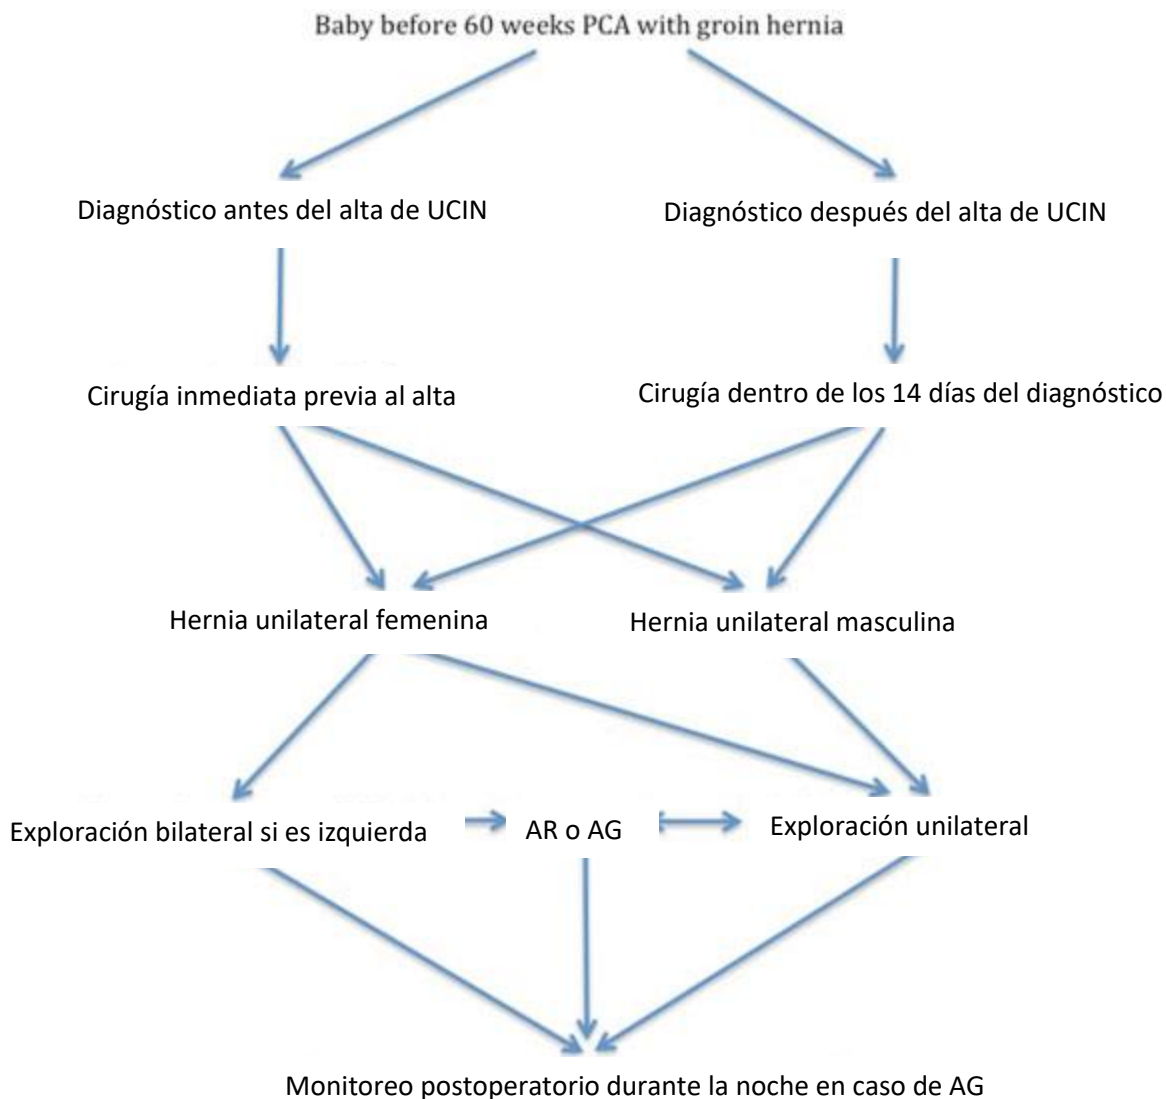 Baby before 60 weeks PCA with groin hernia
Diagnóstico antes del alta de UCIN
Diagnóstico después del alta de UCIN
Cirugía inmediata previa al alta
Cirugía dentro de los 14 días del diagnóstico
Hernia unilateral femenina
Hernia unilateral masculina
Exploración bilateral si es izquierda
AR o AG
Exploración unilateral
Monitoreo postoperatorio durante la noche en caso de AG